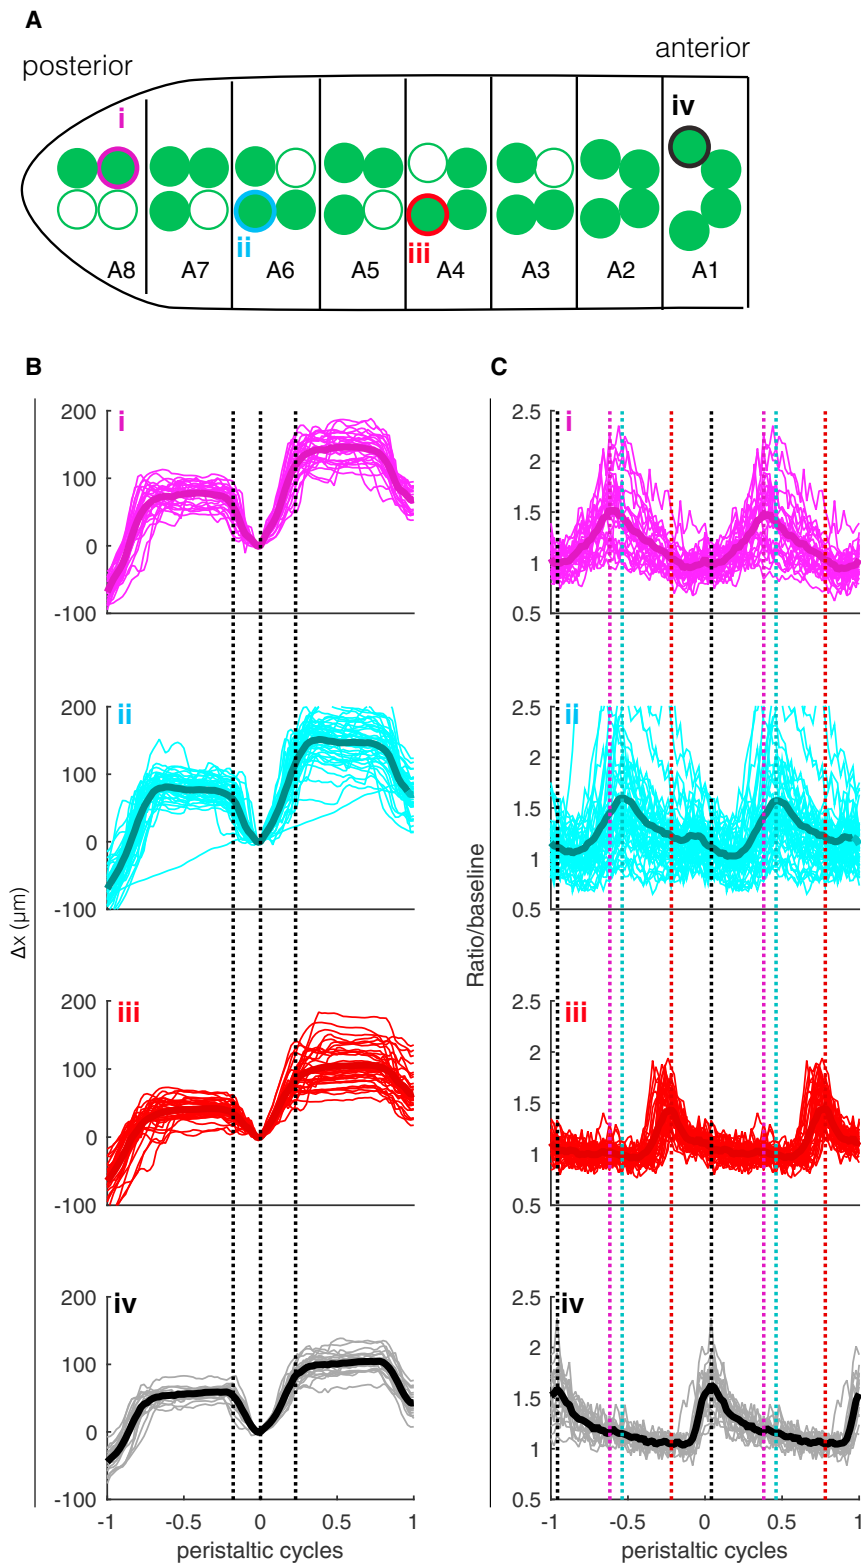 A
posterior
anterior
i
iv
ii
iii
A8 A7 A6 A5 A4 A3 A2 A1
B
C
Δx (μm)
Ratio/baseline
i
200
100
0
-100
i
2.5
2
1.5
1
0.5
ii
200
100
0
-100
ii
2.5
2
1.5
1
0.5
iii
200
100
0
-100
iii
2.5
2
1.5
1
0.5
iv
200
100
0
-100
iv
2.5
2
1.5
1
0.5
-1 -0.5 0 0.5 1
-1 -0.5 0 0.5 1
peristaltic cycles
peristaltic cycles